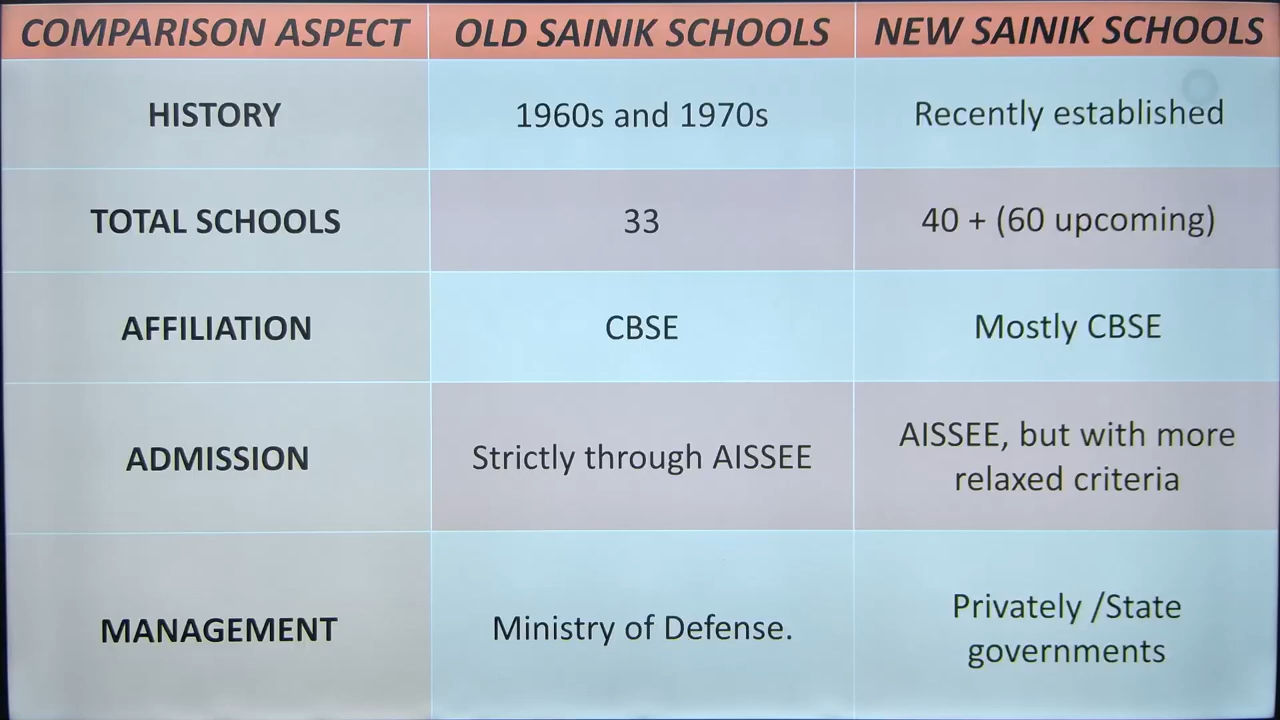 COMPARISON ASPECT OLD SAINIK SCHOOLS NEW SAINIK SCHOOLS
HISTORY 1960s and 1970s Recently established
TOTAL SCHOOLS 33 40 + (60 upcoming)
AFFILIATION CBSE Mostly CBSE
ADMISSION Strictly through AISSEE AISSEE, but with more
relaxed criteria
MANAGEMENT Ministry of Defense. Privately /State
governments